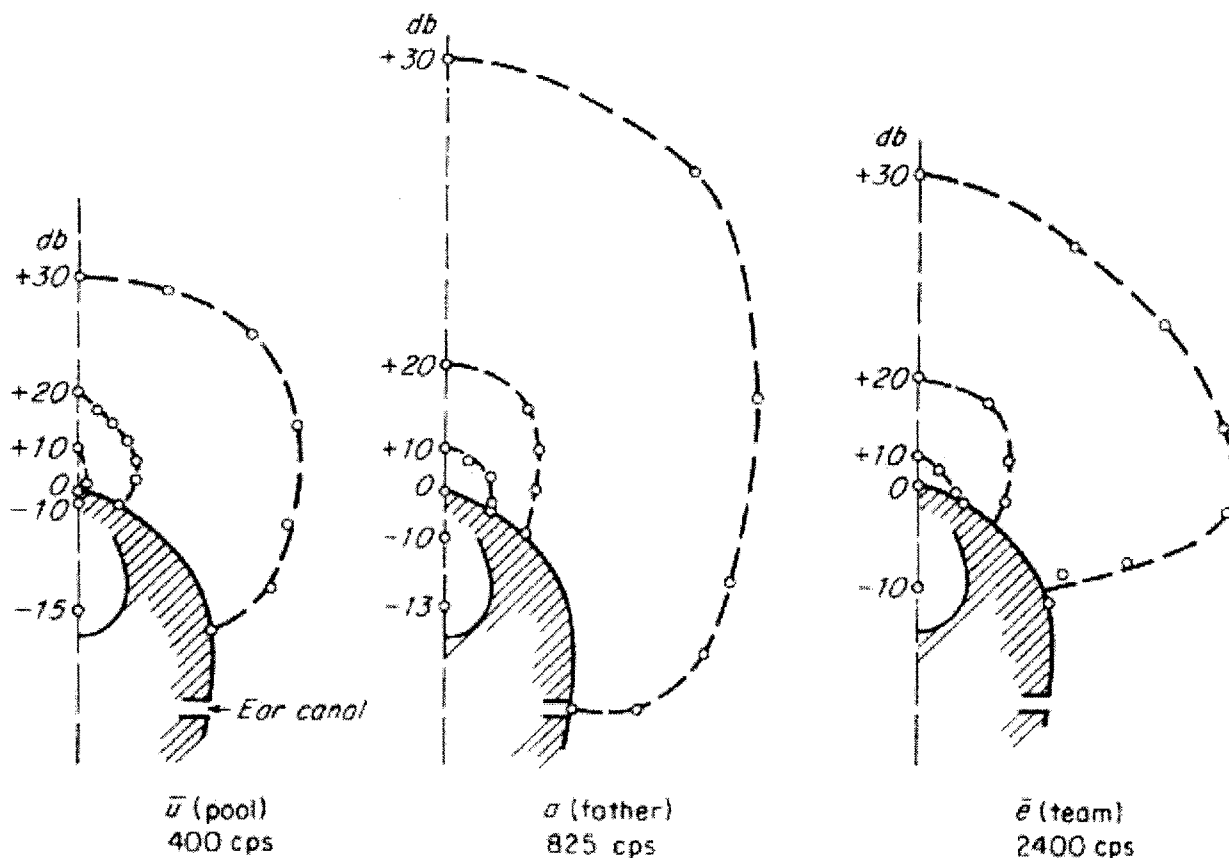 db
+30
+20
+10
0
-10
-15
Ear canal
ū (pool)
400 cps
db
+30
+20
+10
0
-10
-13
a (father)
825 cps
db
+30
+20
+10
0
-10
ē (team)
2400 cps